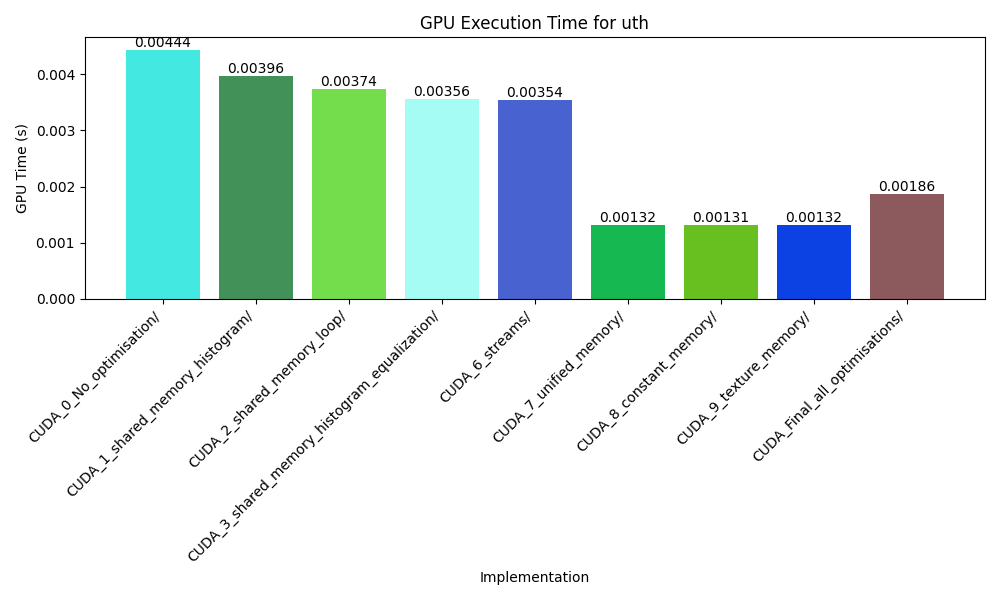 GPU Execution Time for uth
GPU Time (s)
0.004
0.003
0.002
0.001
0.000
0.00444
0.00396
0.00374
0.00356
0.00354
0.00132
0.00131
0.00132
0.00186
CUDA_0_No_optimisation/
CUDA_1_shared_memory_histogram/
CUDA_2_shared_memory_loop/
CUDA_3_shared_memory_histogram_equalization/
CUDA_6_streams/
CUDA_7_unified_memory/
CUDA_8_constant_memory/
CUDA_9_texture_memory/
CUDA_Final_all_optimisations/
Implementation